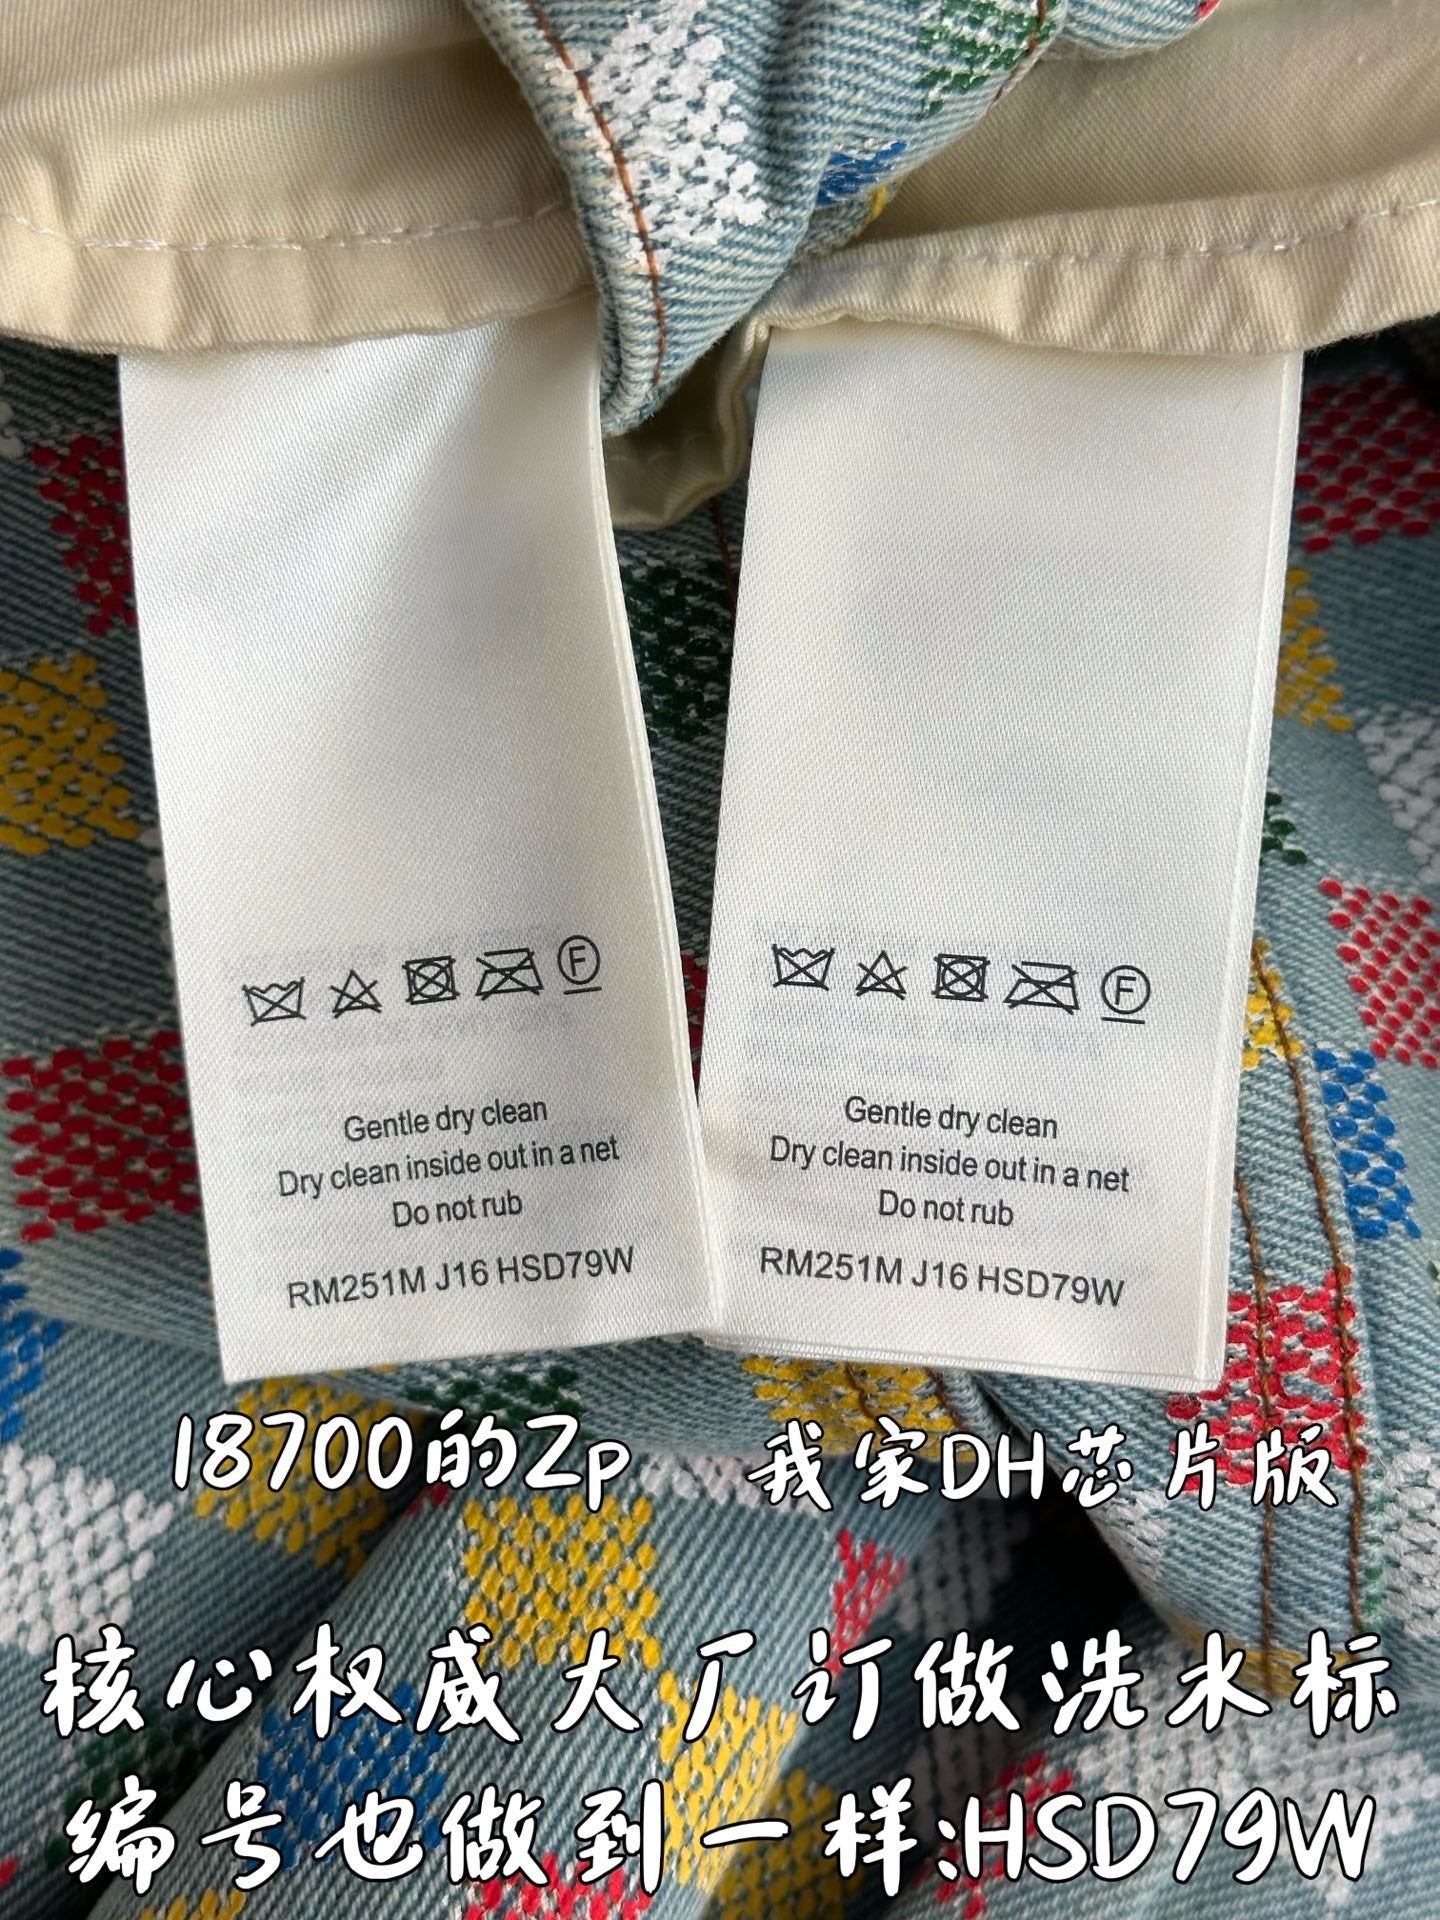 F
Gentle dry clean
Dry clean inside out in a net
Do not rub
RM251M J16 HSD79W
F
Gentle dry clean
Dry clean inside out in a net
Do not rub
RM251M J16 HSD79W
18700的Zp
我家DH芯片版
核心权威大厂订做洗水标
编号也做到一样:HSD79W